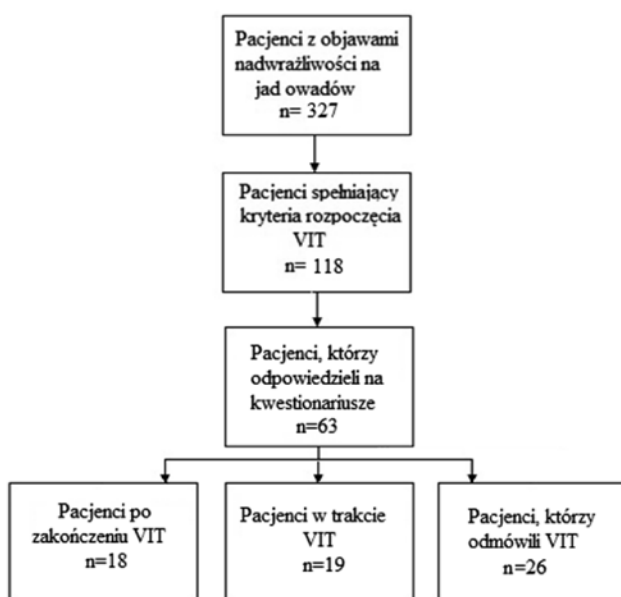 Pacjenci z objawami
nadwrażliwości na
jad owadów
n= 327
Pacjenci spełniający
kryteria rozpoczęcia
VIT
n= 118
Pacjenci, którzy
odpowiedzieli na
kwestionariusze
n=63
Pacjenci po
zakończeniu VIT
n=18
Pacjenci w trakcie
VIT
n=19
Pacjenci, którzy
odmówili VIT
n=26